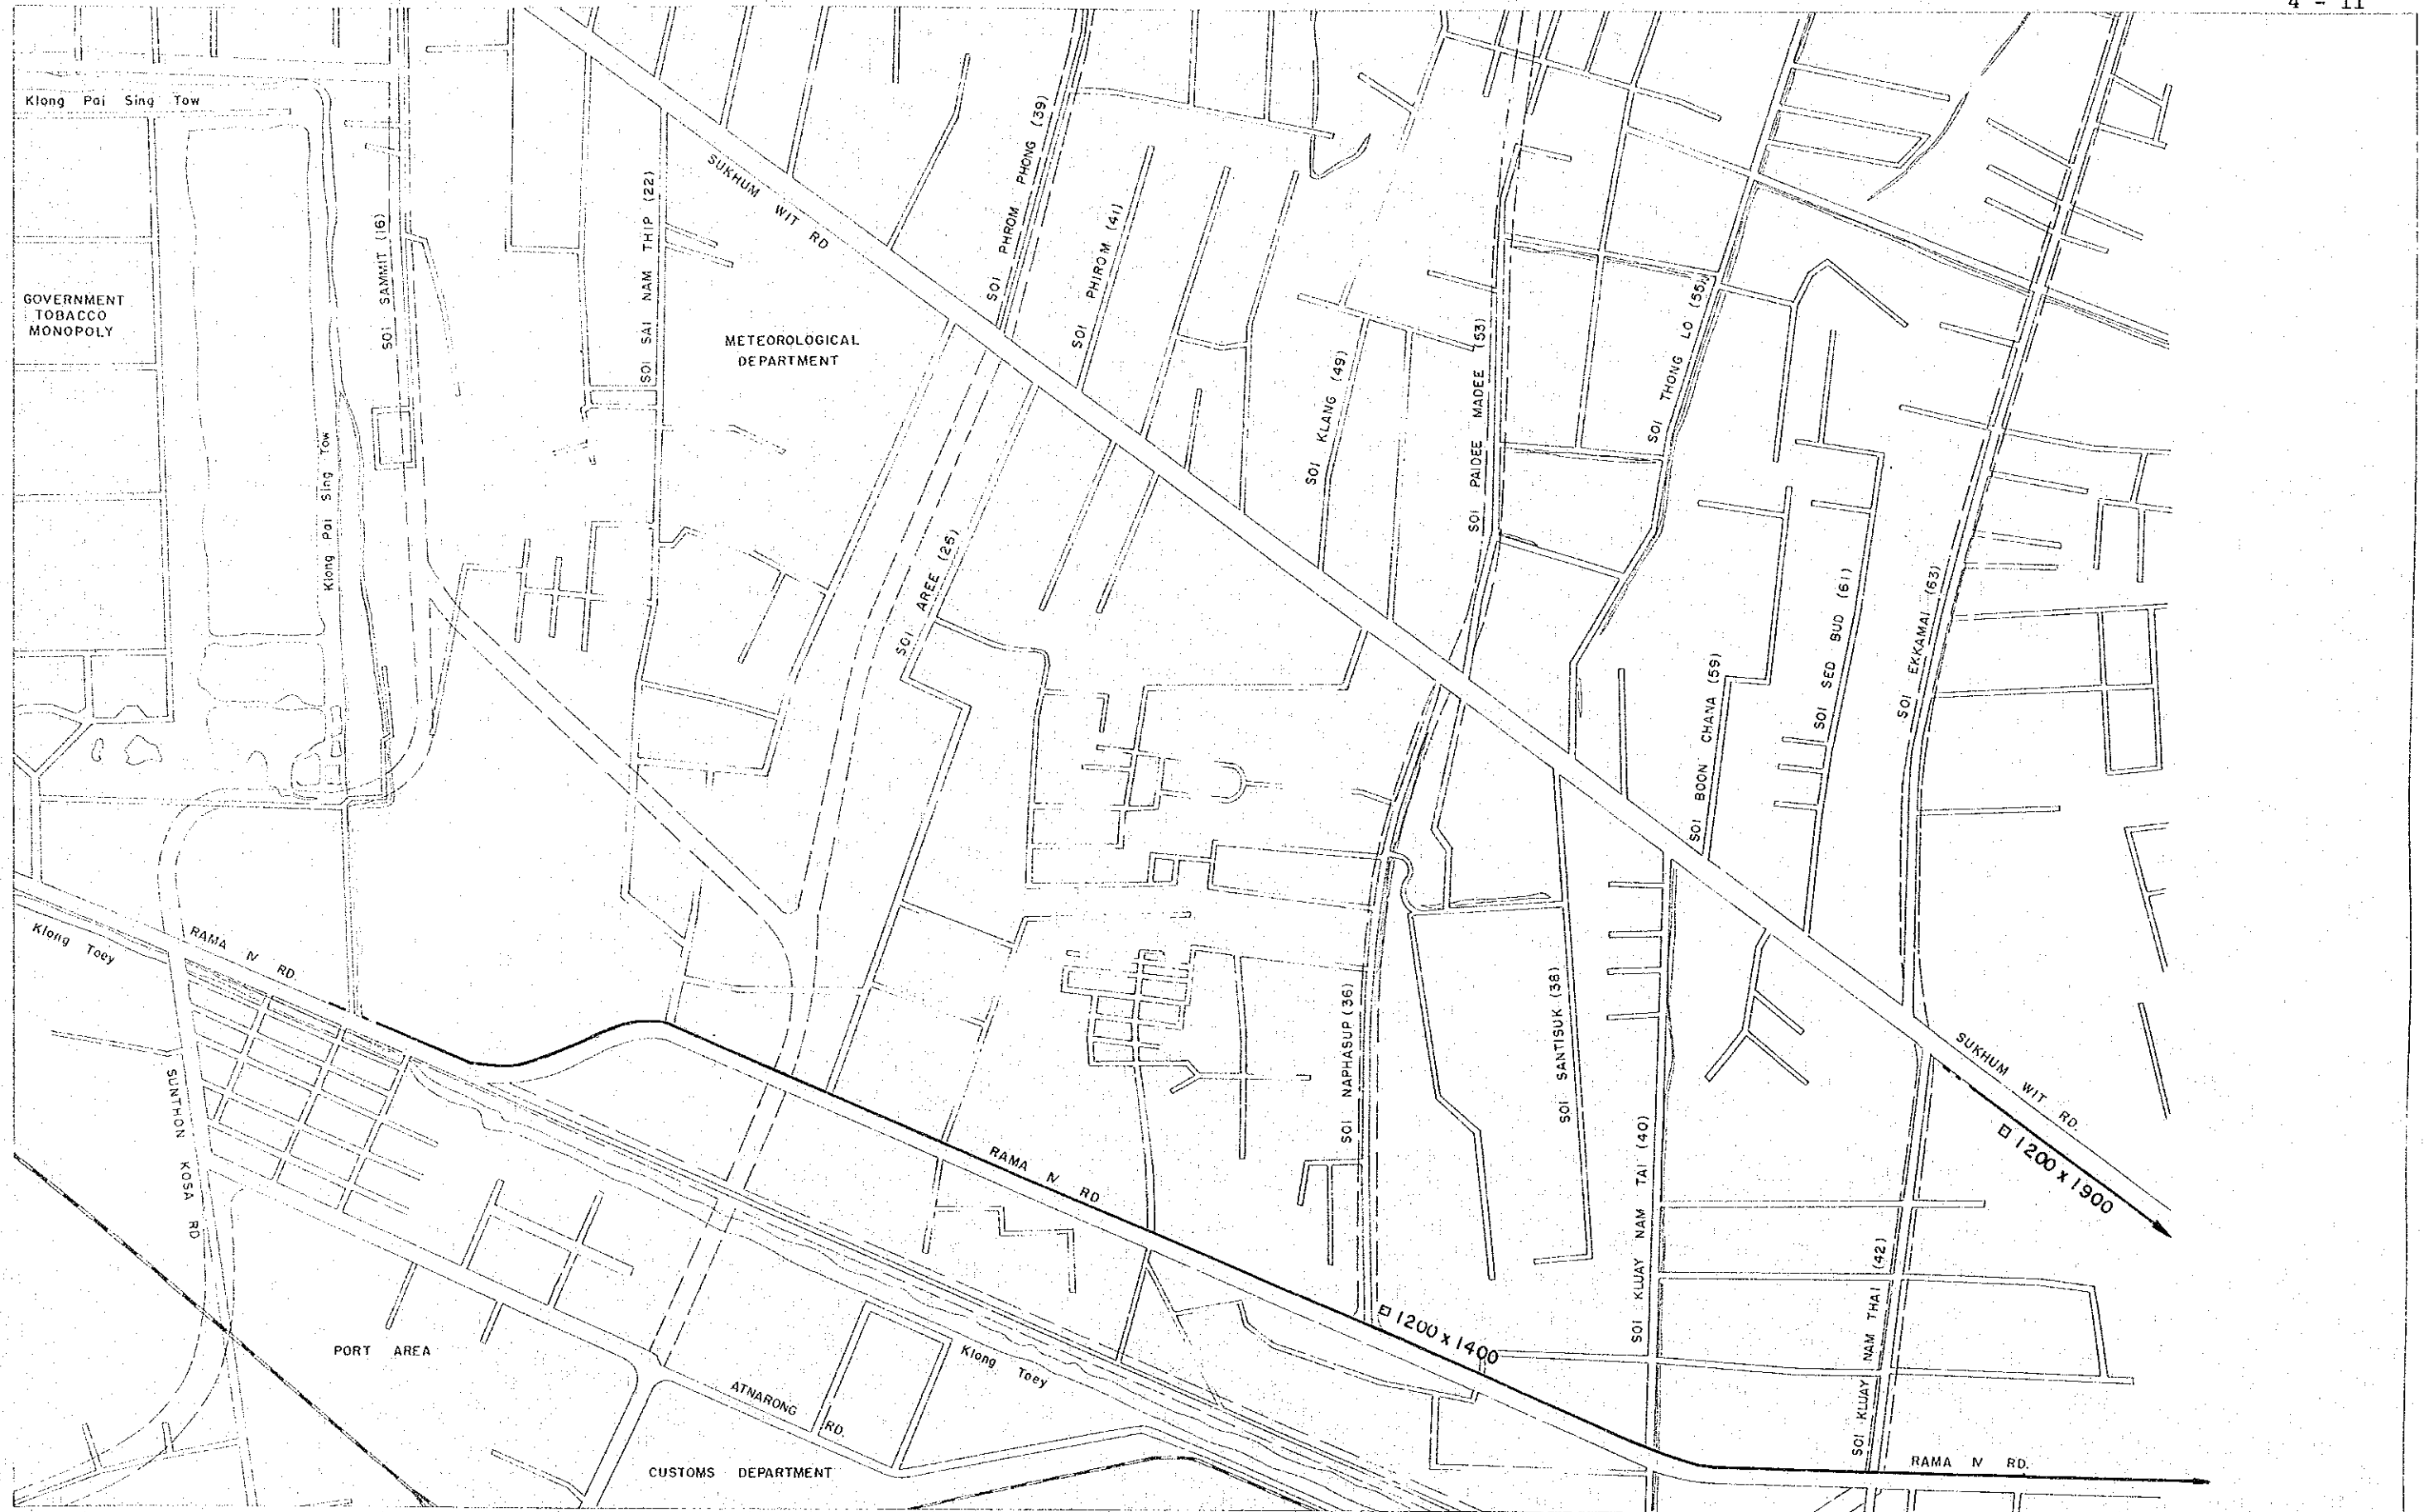 4 - 11
Klong Pai Sing Tow
GOVERNMENT
TOBACCO
MONOPOLY
SOI SAMMIT (16)
Klong Pai Sing Tow
SOI SAI NAM THIP (22)
SUKHUM WIT RD
METEOROLOGICAL
DEPARTMENT
SOI PHROM PHONG (39)
SOI PHIROM (41)
SOI AREE (26)
SOI KLANG (49)
SOI PAIDEE MADEE (53)
SOI THONG LO (55)
SOI BOON CHANA (59)
SOI SED BUD (61)
SOI EKKAMAI (63)
RAMA IV RD.
Klong Toey
SUNTHON KOSA RD
PORT AREA
ATNARONG RD.
CUSTOMS DEPARTMENT
Klong Toey
RAMA IV RD
SOI NAPHASUP (36)
1200 x 1400
SOI SANTISUK (38)
SOI KLUAY NAM TAI (40)
SOI KLUAY NAM THAI (42)
SUKHUM WIT RD.
1200 x 1900
RAMA IV RD.